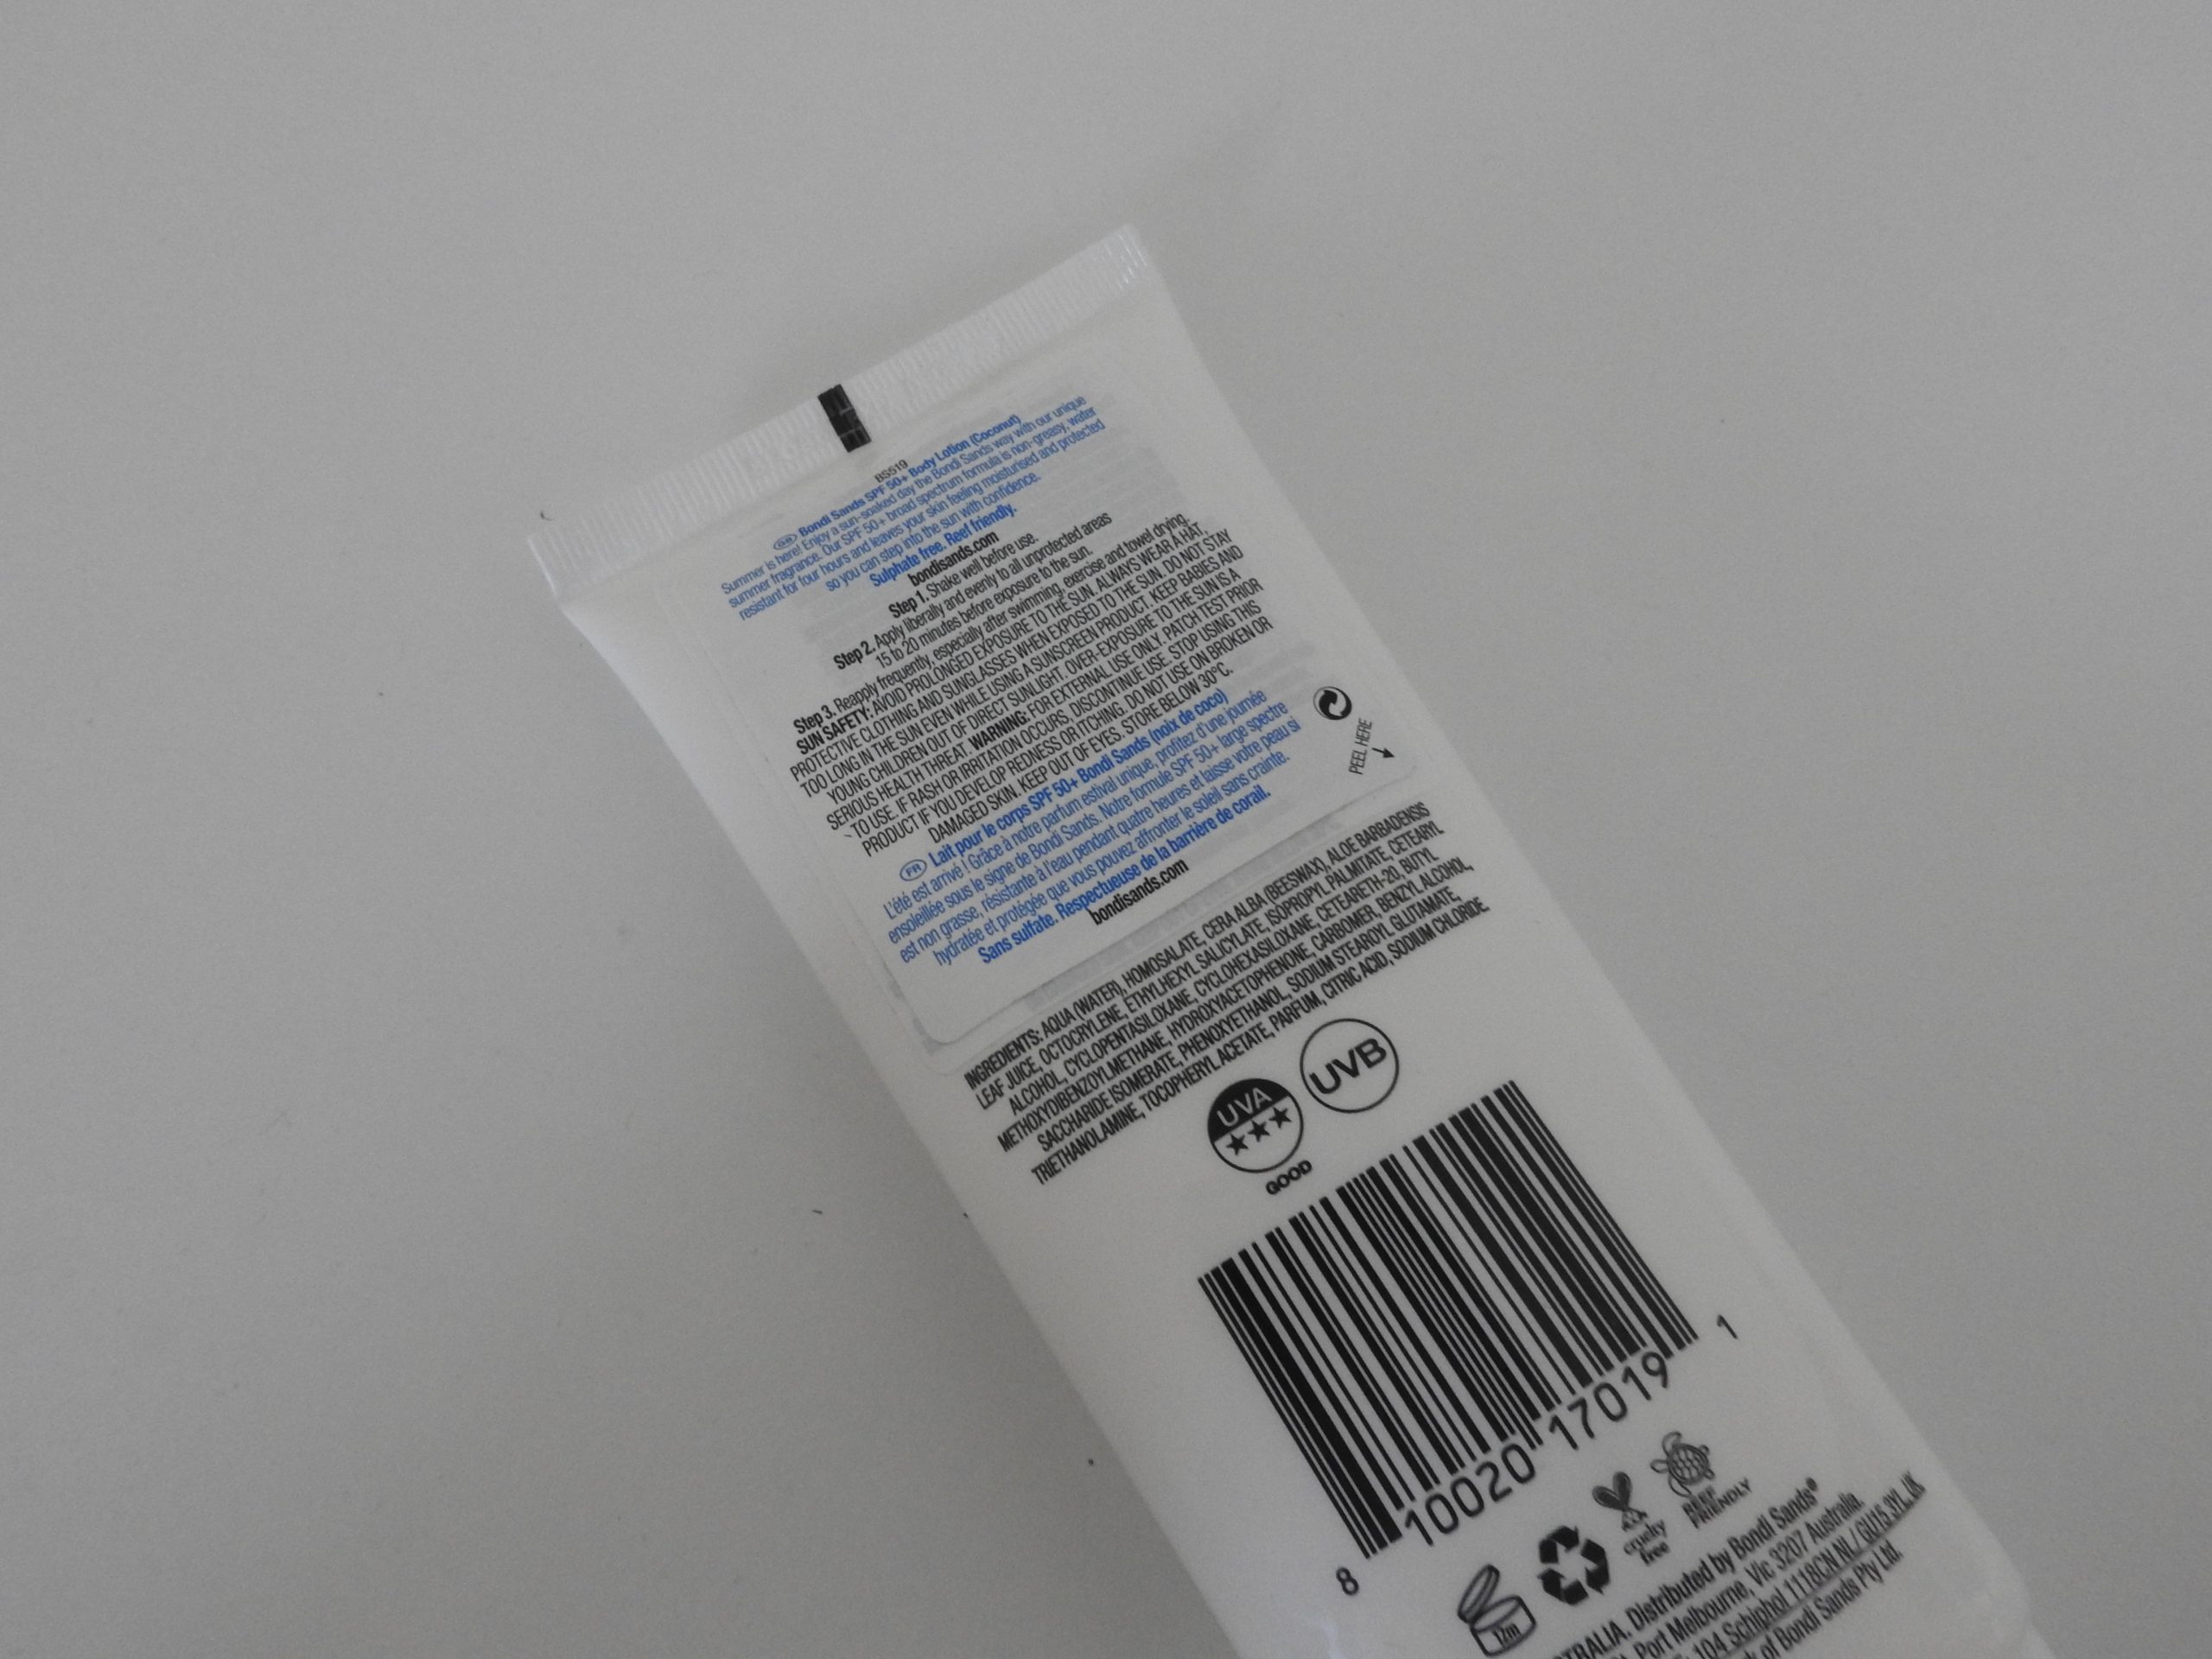 BS519
GB Bondi Sands SPF 50+ Body Lotion (Coconut)
Summer is here! Enjoy a sun-soaked day the Bondi Sands way with our unique
summer fragrance. Our SPF 50+ broad spectrum formula is non-greasy, water
resistant for four hours and leaves your skin feeling moisturised and protected
so you can step into the sun with confidence.
Sulphate free. Reef friendly.
bondisands.com
Step 1. Shake well before use.
Step 2. Apply liberally and evenly to all unprotected areas
15 to 20 minutes before exposure to the sun.
Step 3. Reapply frequently, especially after swimming, exercise and towel drying.
SUN SAFETY: AVOID PROLONGED EXPOSURE TO THE SUN. ALWAYS WEAR A HAT,
PROTECTIVE CLOTHING AND SUNGLASSES WHEN EXPOSED TO THE SUN. DO NOT STAY
TOO LONG IN THE SUN EVEN WHILE USING A SUNSCREEN PRODUCT. KEEP BABIES AND
YOUNG CHILDREN OUT OF DIRECT SUNLIGHT. OVER-EXPOSURE TO THE SUN IS A
SERIOUS HEALTH THREAT. WARNING: FOR EXTERNAL USE ONLY. PATCH TEST PRIOR
TO USE. IF RASH OR IRRITATION OCCURS, DISCONTINUE USE. STOP USING THIS
PRODUCT IF YOU DEVELOP REDNESS OR ITCHING. DO NOT USE ON BROKEN OR
DAMAGED SKIN. KEEP OUT OF EYES. STORE BELOW 30°C.
FR Lait pour le corps SPF 50+ Bondi Sands (noix de coco)
L'été est arrivé ! Grâce à notre parfum estival unique, profitez d'une journée
ensoleillée sous le signe de Bondi Sands. Notre formule SPF 50+ large spectre
est non grasse, résistante à l'eau pendant quatre heures et laisse votre peau si
hydratée et protégée que vous pouvez affronter le soleil sans crainte.
Sans sulfate. Respectueuse de la barrière de corail.
bondisands.com
PEEL HERE
INGREDIENTS: AQUA (WATER), HOMOSALATE, CERA ALBA (BEESWAX), ALOE BARBADENSIS
LEAF JUICE, OCTOCRYLENE, ETHYLHEXYL SALICYLATE, ISOPROPYL PALMITATE, CETEARYL
ALCOHOL, CYCLOPENTASILOXANE, CYCLOHEXASILOXANE, CETEARETH-20, BUTYL
METHOXYDIBENZOYLMETHANE, HYDROXYACETOPHENONE, CARBOMER, BENZYL ALCOHOL,
SACCHARIDE ISOMERATE, PHENOXYETHANOL, SODIUM STEAROYL GLUTAMATE,
TRIETHANOLAMINE, TOCOPHERYL ACETATE, PARFUM, CITRIC ACID, SODIUM CHLORIDE.
UVA
GOOD
UVB
8 10020 17019 1
12m
cruelty
free
REEF
FRIENDLY
TRALIA. Distributed by Bondi Sands®
Port Melbourne, Vic 3207 Australia.
104 Schiphol 1118CN NL / GU15 3YL, UK
of Bondi Sands Pty Ltd.